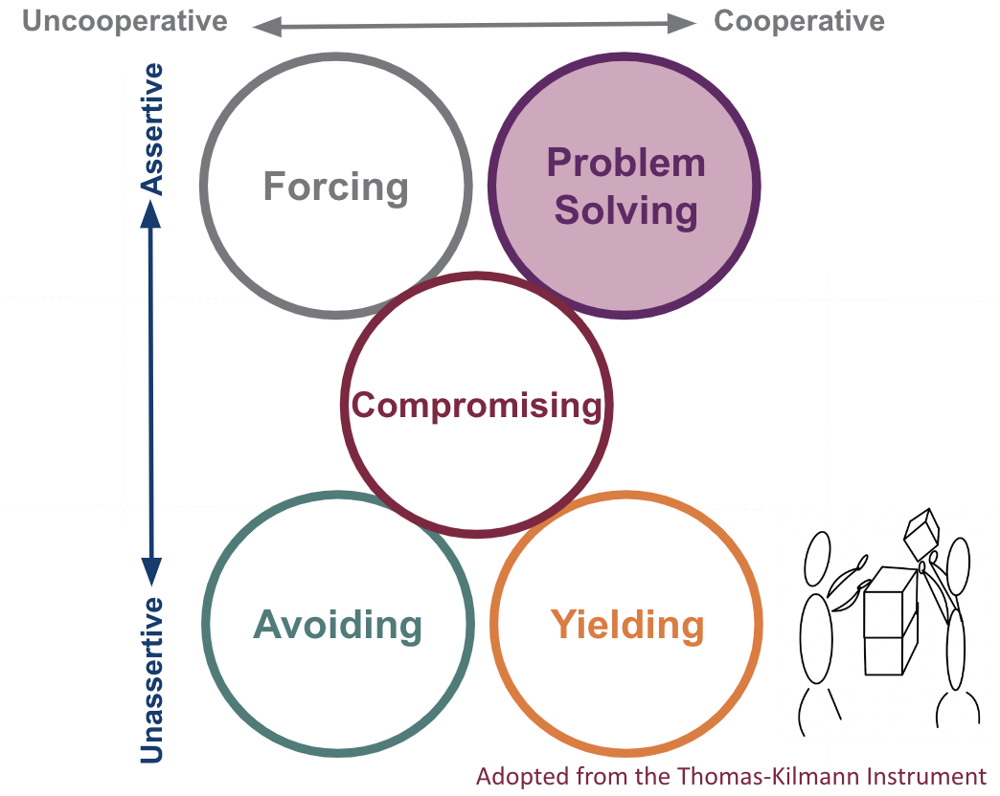 Uncooperative
Cooperative
Assertive
Forcing
Problem
Solving
Compromising
Unassertive
Avoiding
Yielding
Adopted from the Thomas-Kilmann Instrument